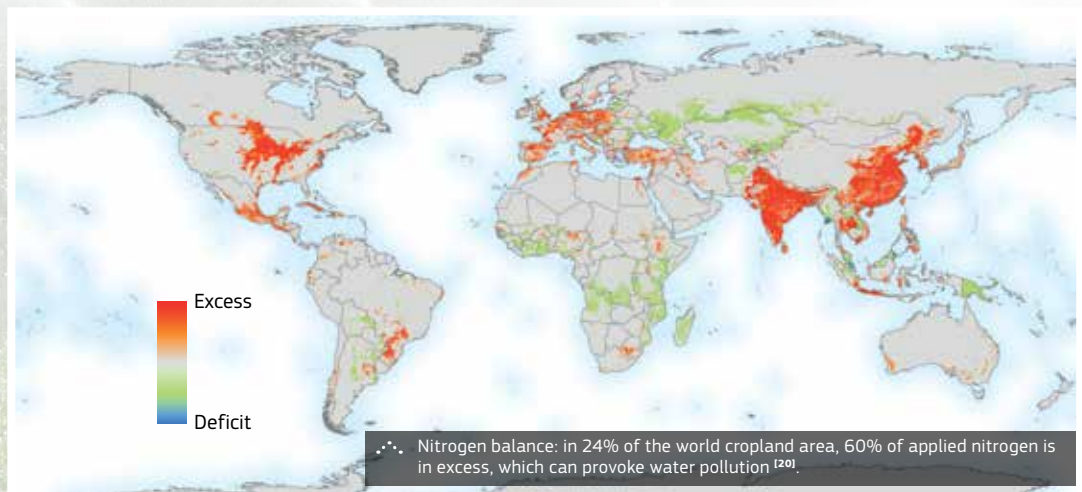 Excess
Deficit
Nitrogen balance: in 24% of the world cropland area, 60% of applied nitrogen is
in excess, which can provoke water pollution [20].